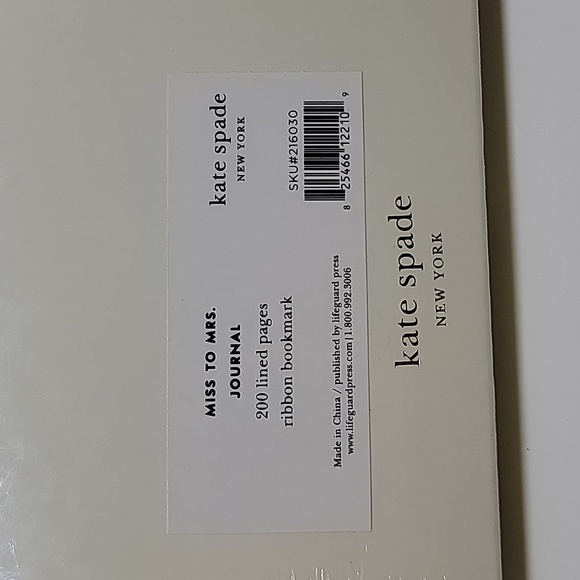 MISS TO MRS.
JOURNAL
200 lined pages
ribbon bookmark
Made in China / published by lifeguard press
www.lifeguardpress.com | 1.800.992.3006
kate spade
NEW YORK
SKU#216030
8 25466 12210 9
kate spade
NEW YORK